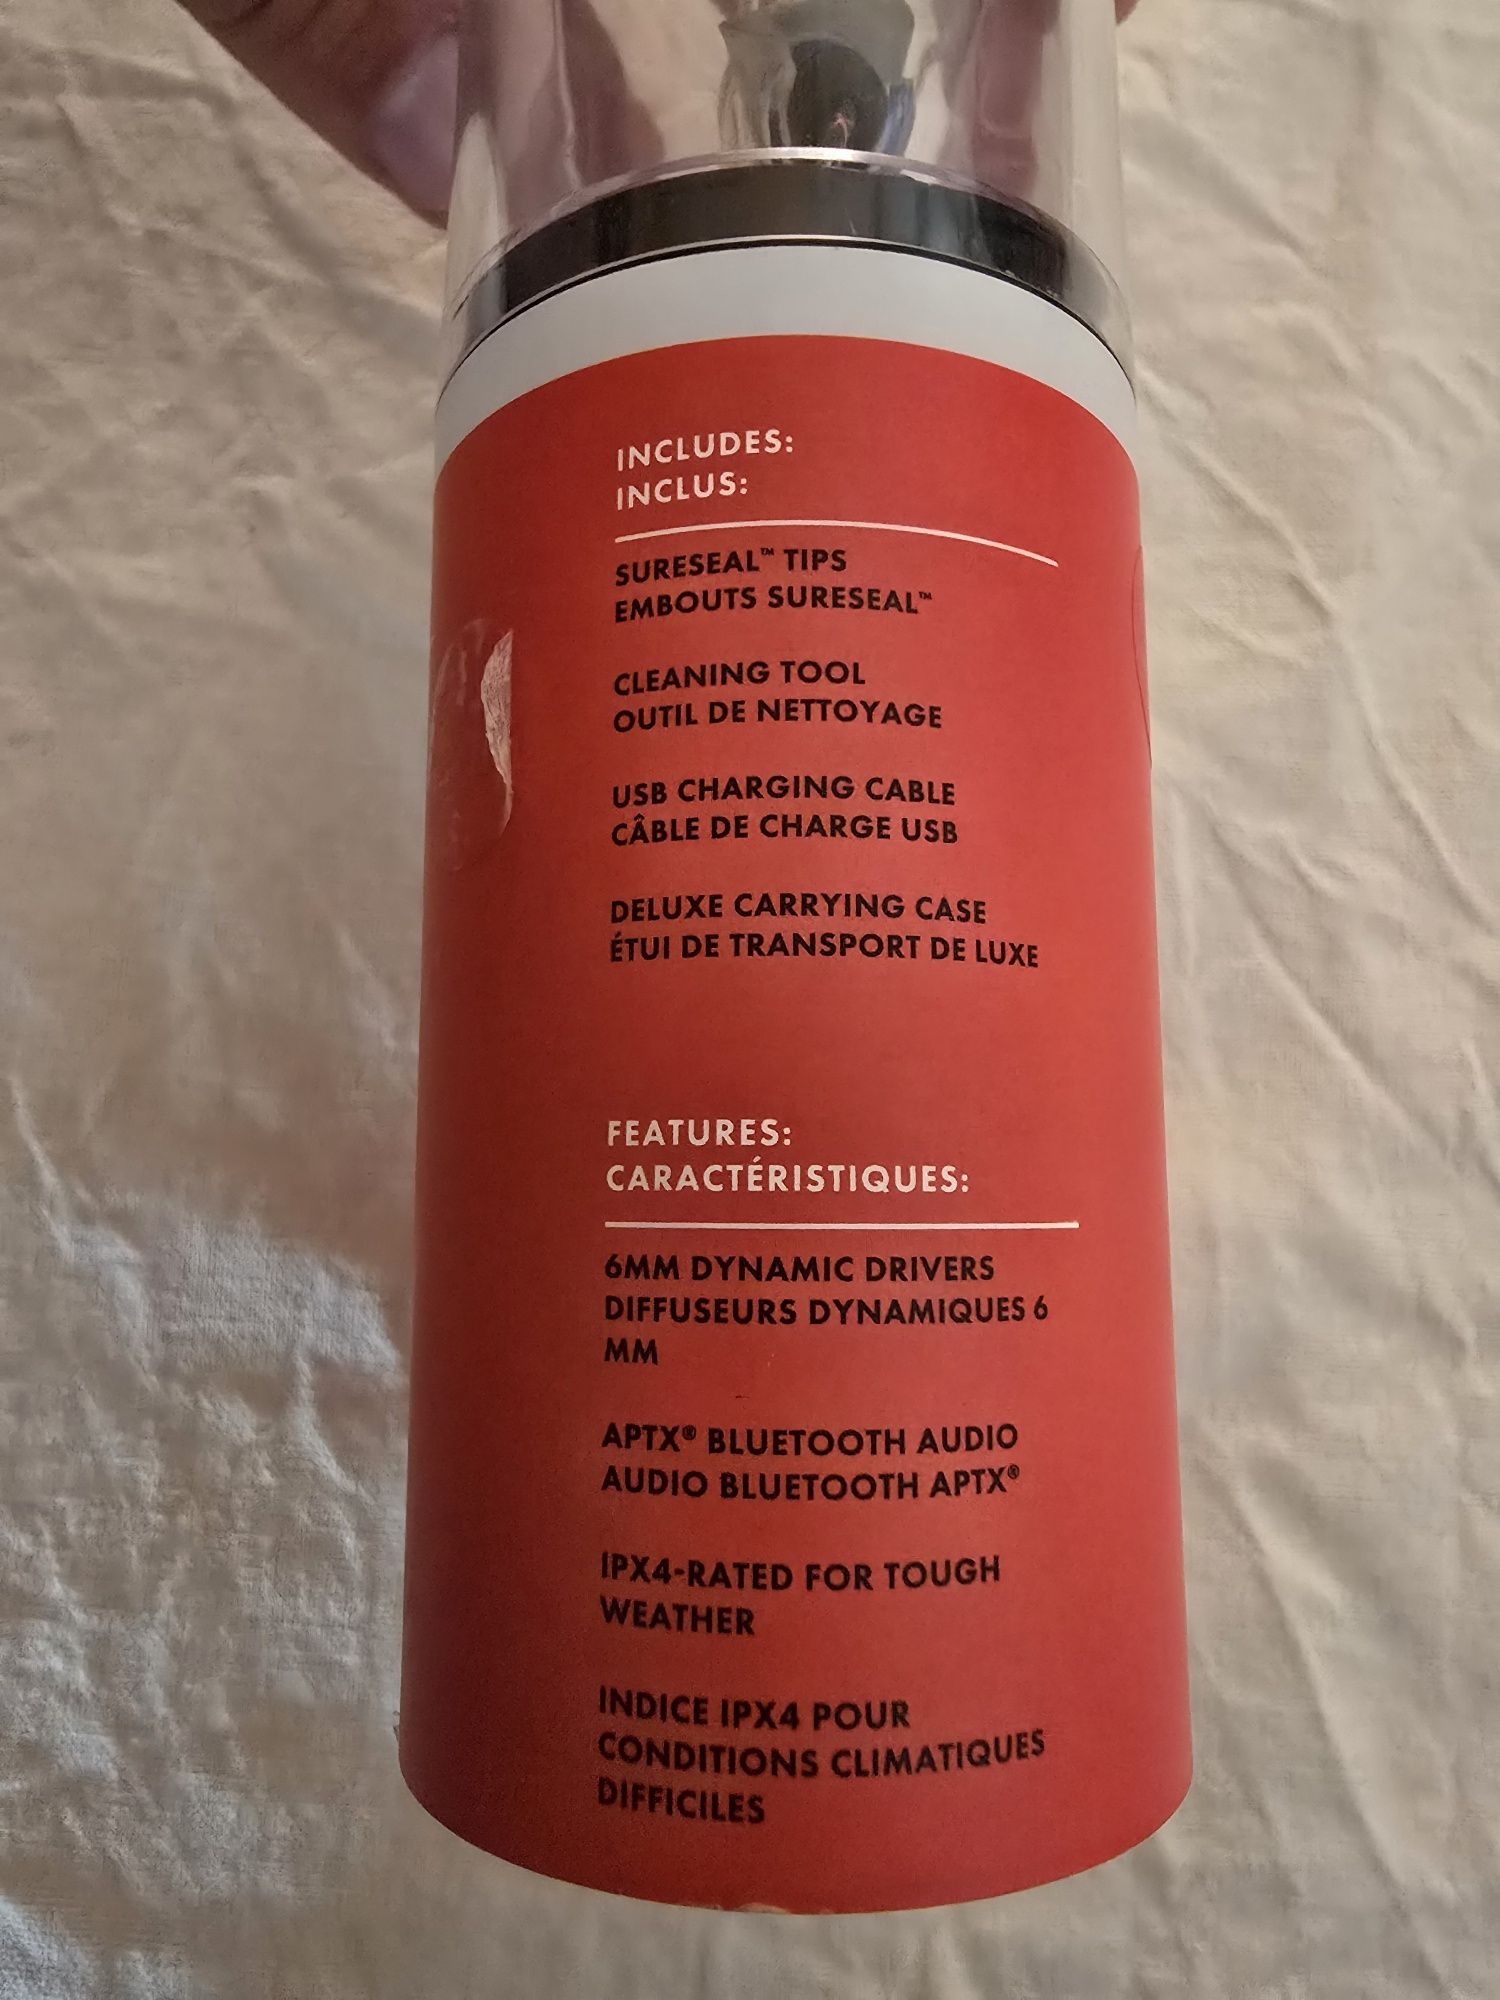 INCLUDES:
INCLUS:
SURESEAL™ TIPS
EMBOUTS SURESEAL™
CLEANING TOOL
OUTIL DE NETTOYAGE
USB CHARGING CABLE
CÂBLE DE CHARGE USB
DELUXE CARRYING CASE
ÉTUI DE TRANSPORT DE LUXE
FEATURES:
CARACTÉRISTIQUES:
6MM DYNAMIC DRIVERS
DIFFUSEURS DYNAMIQUES 6
MM
APTX® BLUETOOTH AUDIO
AUDIO BLUETOOTH APTX®
IPX4-RATED FOR TOUGH
WEATHER
INDICE IPX4 POUR
CONDITIONS CLIMATIQUES
DIFFICILES